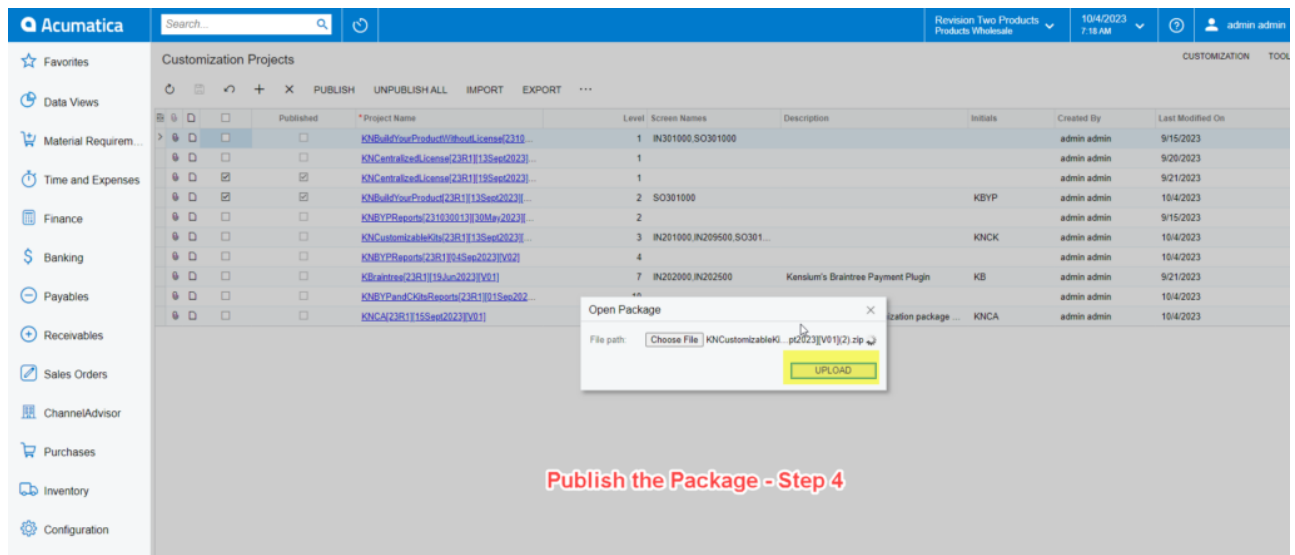 Acumatica
Search...
Revision Two Products
Products Wholesale
10/4/2023
7:18 AM
admin admin
Favorites
Data Views
Material Requirem...
Time and Expenses
Finance
Banking
Payables
Receivables
Sales Orders
ChannelAdvisor
Purchases
Inventory
Configuration
Customization Projects
CUSTOMIZATION TOOL
PUBLISH UNPUBLISH ALL IMPORT EXPORT ...
Published *Project Name Level Screen Names Description Initials Created By Last Modified On
KNBuildYourProductWithoutLicense[2310... 1 IN301000,SO301000 admin admin 9/15/2023
KNCentralizedLicense[23R1][13Sept2023]... 1 admin admin 9/20/2023
KNCentralizedLicense[23R1][19Sept2023]... 1 admin admin 9/21/2023
KNBuildYourProduct[23R1][13Sept2023][... 2 SO301000 KBYP admin admin 10/4/2023
KNBYPReports[231030013][30May2023][... 2 admin admin 9/15/2023
KNCustomizableKits[23R1][13Sept2023][... 3 IN201000,IN209500,SO301... KNCK admin admin 10/4/2023
KNBYPReports[23R1][04Sep2023][V02] 4 admin admin 10/4/2023
KBraintree[23R1][19Jun2023][V01] 7 IN202000,IN202500 Kensium's Braintree Payment Plugin KB admin admin 9/21/2023
KNBYPandCKitsReports[23R1][01Sep202... 10 admin admin 10/4/2023
KNCA[23R1][15Sept2023][V01] ization package ... KNCA admin admin 10/4/2023
Open Package
File path: Choose File KNCustomizableKi...pt2023][V01](2).zip
UPLOAD
Publish the Package - Step 4